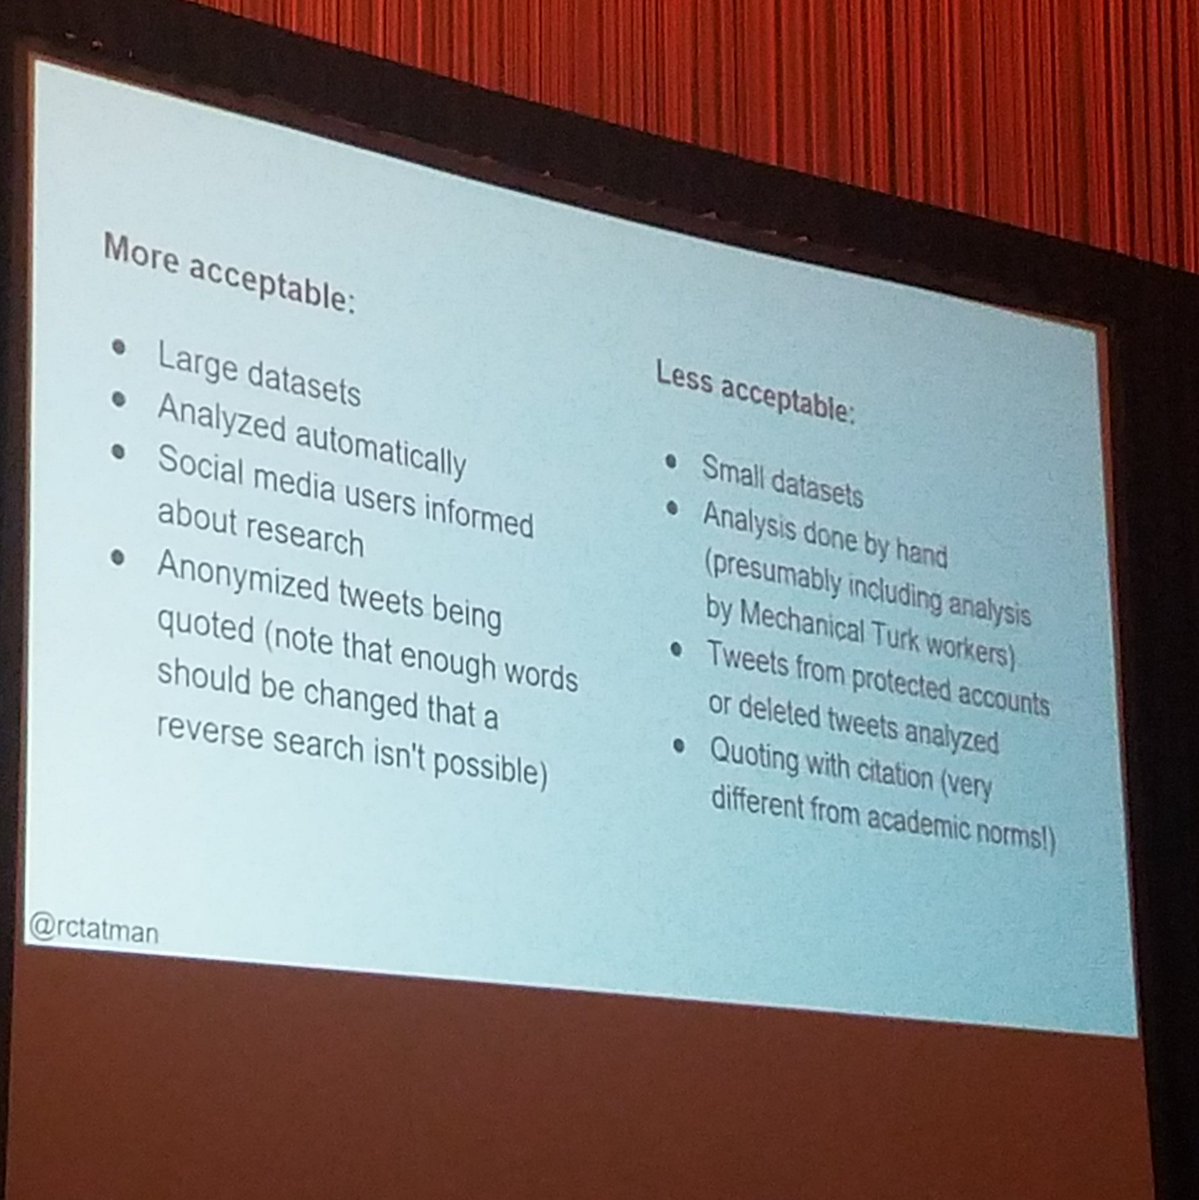 More acceptable:
• Large datasets
• Analyzed automatically
• Social media users informed
about research
• Anonymized tweets being
quoted (note that enough words
should be changed that a
reverse search isn't possible)
Less acceptable:
• Small datasets
• Analysis done by hand
(presumably including analysis
by Mechanical Turk workers)
• Tweets from protected accounts
or deleted tweets analyzed
• Quoting with citation (very
different from academic norms!)
@rctatman